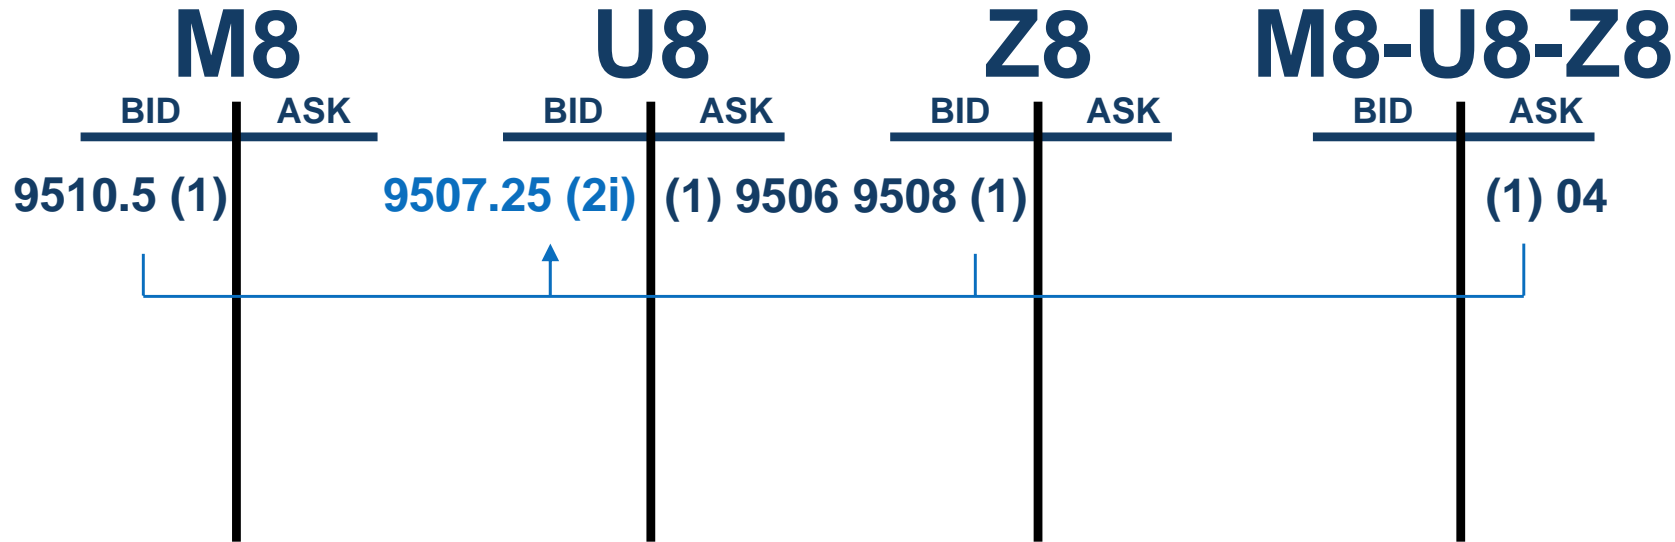 M8 U8 Z8 M8-U8-Z8
BID ASK BID ASK BID ASK BID ASK
9510.5 (1) 9507.25 (2i) (1) 9506 9508 (1) (1) 04